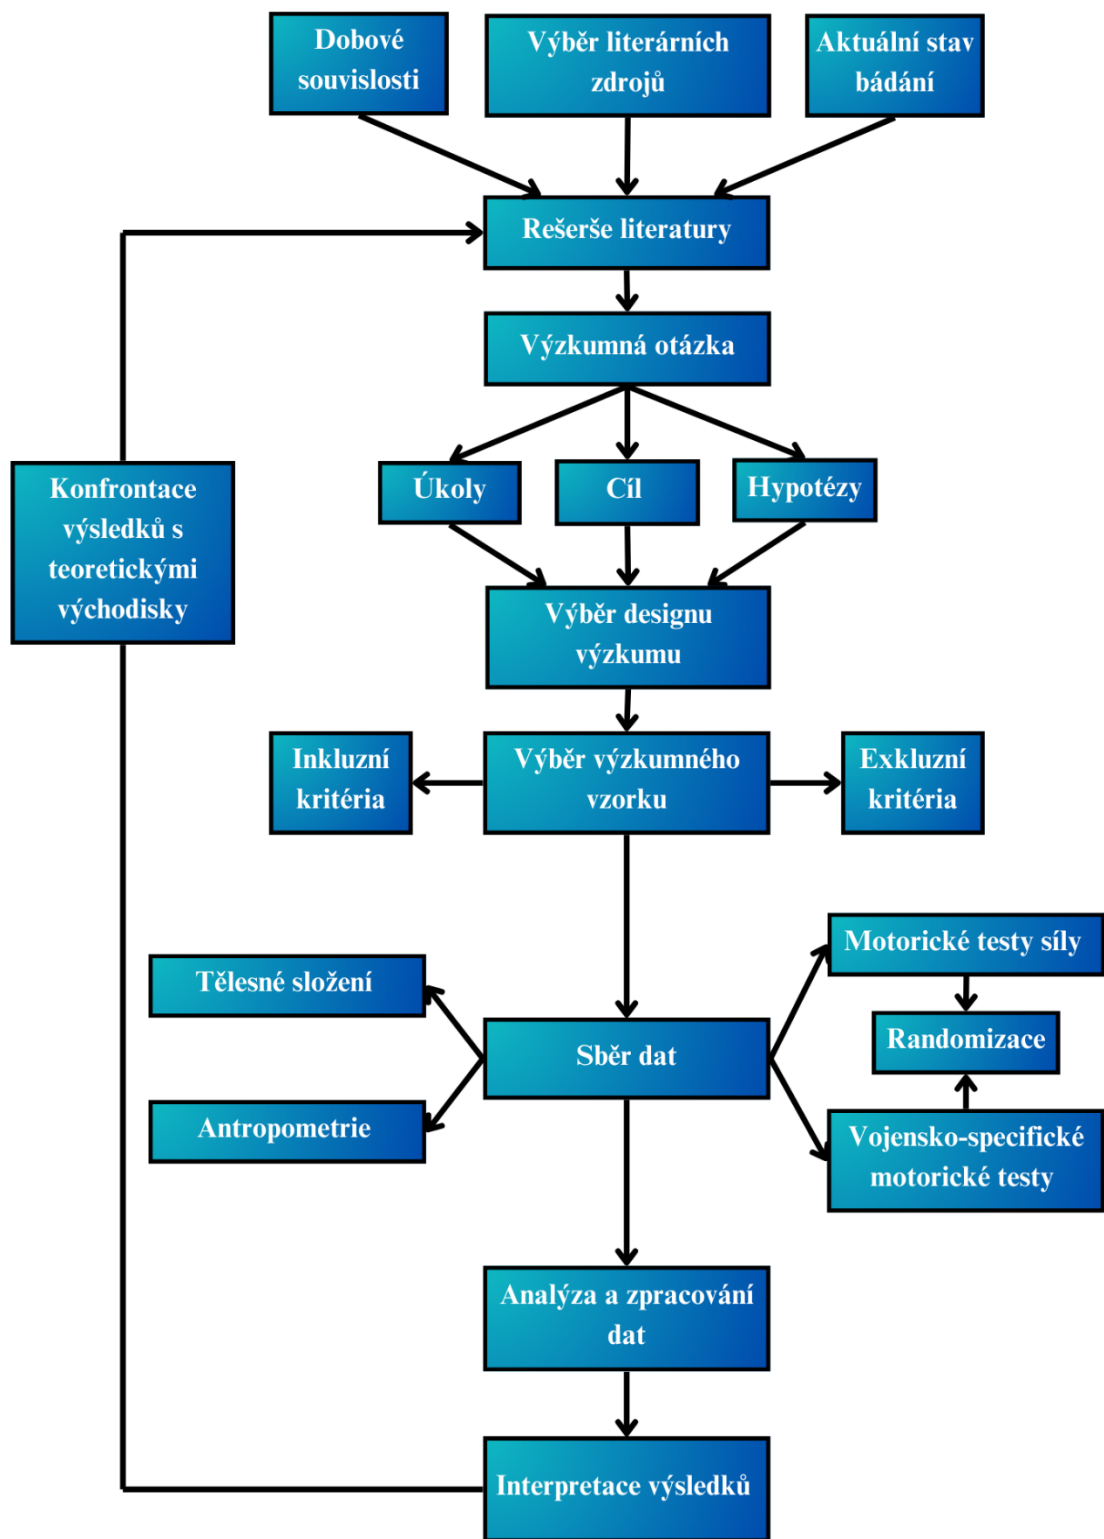 Dobové
souvislosti
Výběr literárních
zdrojů
Aktuální stav
bádání
Rešerše literatury
Výzkumná otázka
Úkoly
Cíl
Hypotézy
Konfrontace
výsledků s
teoretickými
východisky
Výběr designu
výzkumu
Inkluzní
kritéria
Výběr výzkumného
vzorku
Exkluzní
kritéria
Motorické testy síly
Tělesné složení
Randomizace
Sběr dat
Antropometrie
Vojensko-specifické
motorické testy
Analýza a zpracování
dat
Interpretace výsledků